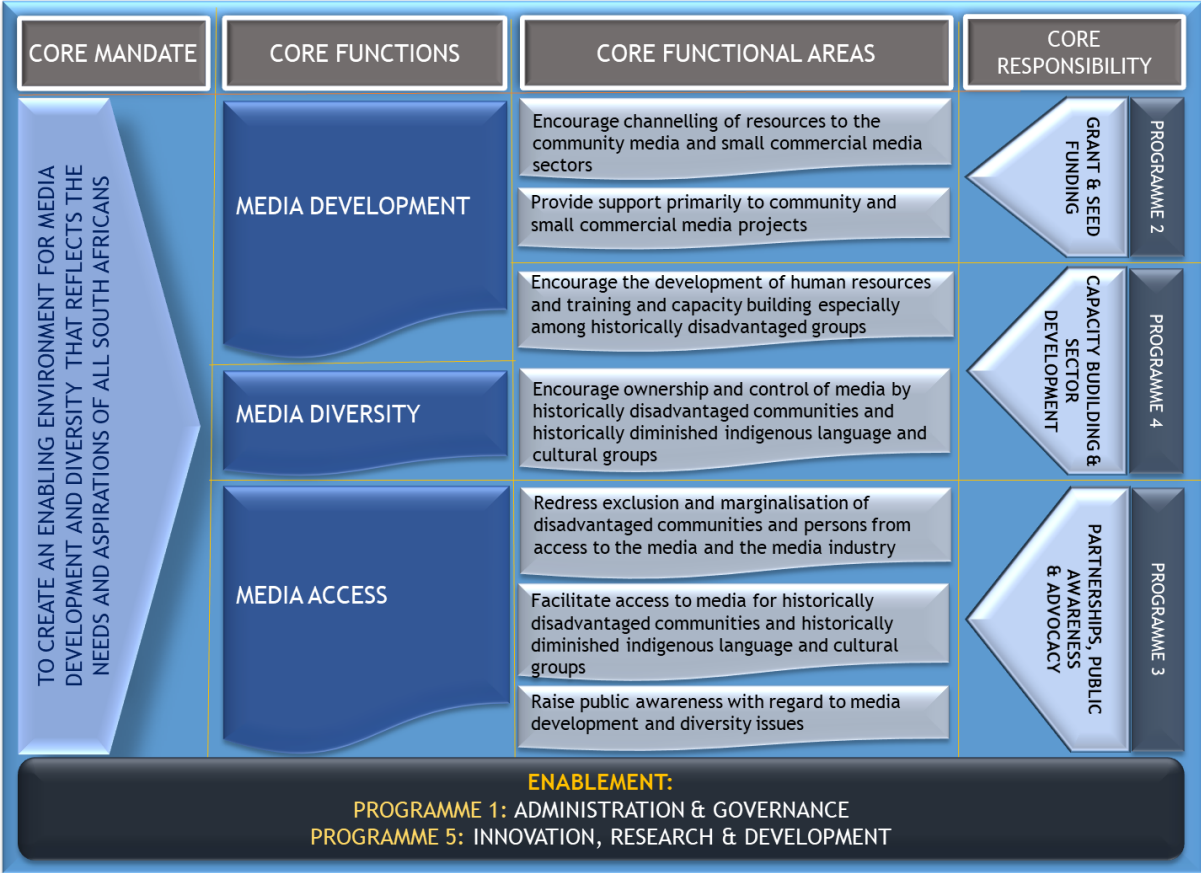 CORE MANDATE
CORE FUNCTIONS
CORE FUNCTIONAL AREAS
CORE
RESPONSIBILITY
TO CREATE AN ENABLING ENVIRONMENT FOR MEDIA
DEVELOPMENT AND DIVERSITY THAT REFLECTS THE
NEEDS AND ASPIRATIONS OF ALL SOUTH AFRICANS
MEDIA DEVELOPMENT
Encourage channelling of resources to the
community media and small commercial media
sectors
Provide support primarily to community and
small commercial media projects
GRANT & SEED
FUNDING
PROGRAMME 2
Encourage the development of human resources
and training and capacity building especially
among historically disadvantaged groups
MEDIA DIVERSITY
Encourage ownership and control of media by
historically disadvantaged communities and
historically diminished indigenous language and
cultural groups
CAPACITY BUDILDING &
SECTOR
DEVELOPMENT
PROGRAMME 4
MEDIA ACCESS
Redress exclusion and marginalisation of
disadvantaged communities and persons from
access to the media and the media industry
Facilitate access to media for historically
disadvantaged communities and historically
diminished indigenous language and cultural
groups
Raise public awareness with regard to media
development and diversity issues
PARTNERSHIPS, PUBLIC
AWARENESS
& ADVOCACY
PROGRAMME 3
ENABLEMENT:
PROGRAMME 1: ADMINISTRATION & GOVERNANCE
PROGRAMME 5: INNOVATION, RESEARCH & DEVELOPMENT